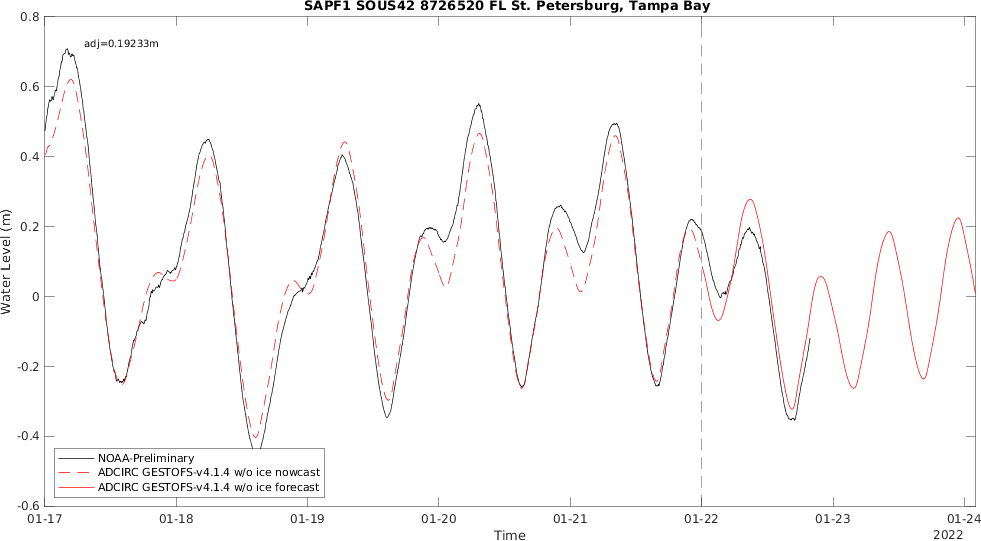 SAPF1 SOUS42 8726520 FL St. Petersburg, Tampa Bay
adj=0.19233m
Water Level (m)
0.8
0.6
0.4
0.2
0
-0.2
-0.4
-0.6
NOAA-Preliminary
ADCIRC GESTOFS-v4.1.4 w/o ice nowcast
ADCIRC GESTOFS-v4.1.4 w/o ice forecast
01-17 01-18 01-19 01-20 01-21 01-22 01-23 01-24
Time
2022